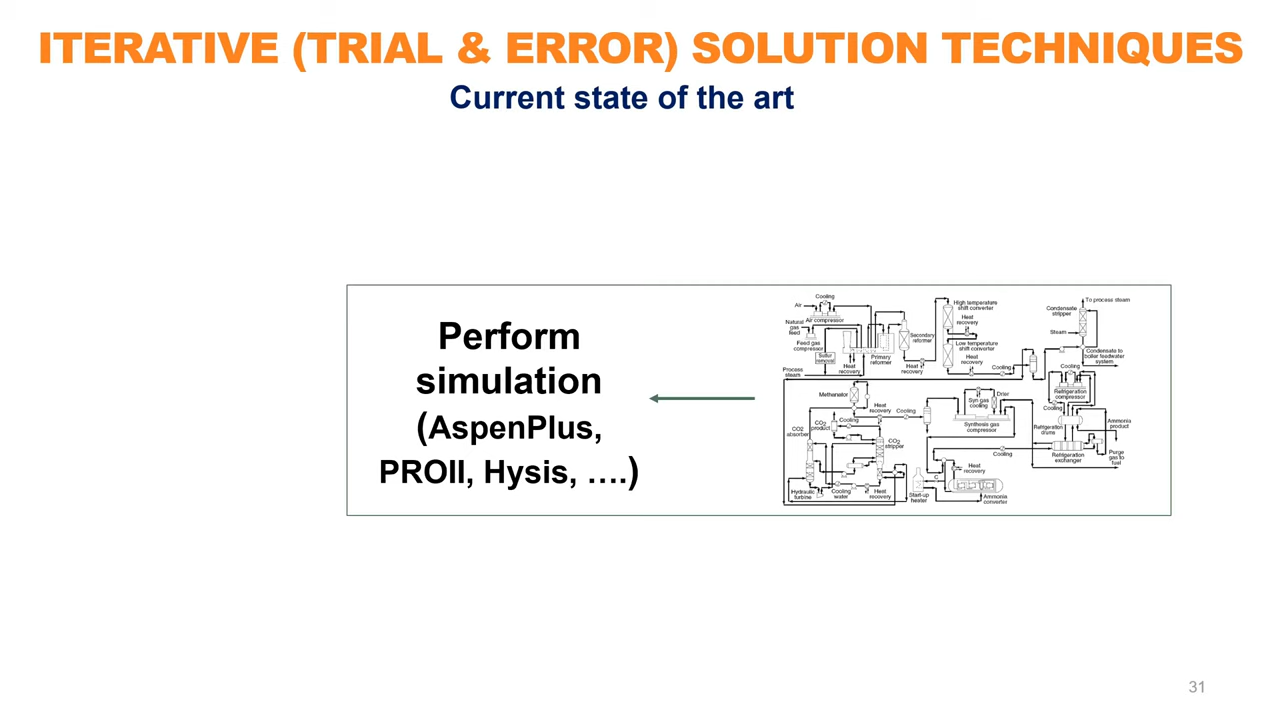 ITERATIVE (TRIAL & ERROR) SOLUTION TECHNIQUES
Current state of the art
Perform
simulation
(AspenPlus,
PROII, Hysis, ….)
Air
Cooling
Air compressor
Natural
gas
feed
Feed gas
compressor
Sulfur
removal
Process
steam
Heat
recovery
Primary
reformer
Secondary
reformer
Heat
recovery
High temperature
shift converter
Heat
recovery
Low temperature
shift converter
Heat
recovery
Cooling
To process steam
Condensate
stripper
Steam
Condensate to
boiler feedwater
system
Cooling
Refrigeration
compressor
Cooling
Refrigeration
drums
Ammonia
product
Refrigeration
exchanger
Purge
gas to
fuel
Methanator
Heat
recovery
Cooling
Syn gas
cooling
Drier
Synthesis gas
compressor
CO2
product
Cooling
CO2
absorber
CO2
stripper
Cooling
Heat
recovery
Hydraulic
turbine
Cooling
water
Heat
recovery
Start-up
heater
Ammonia
converter
31